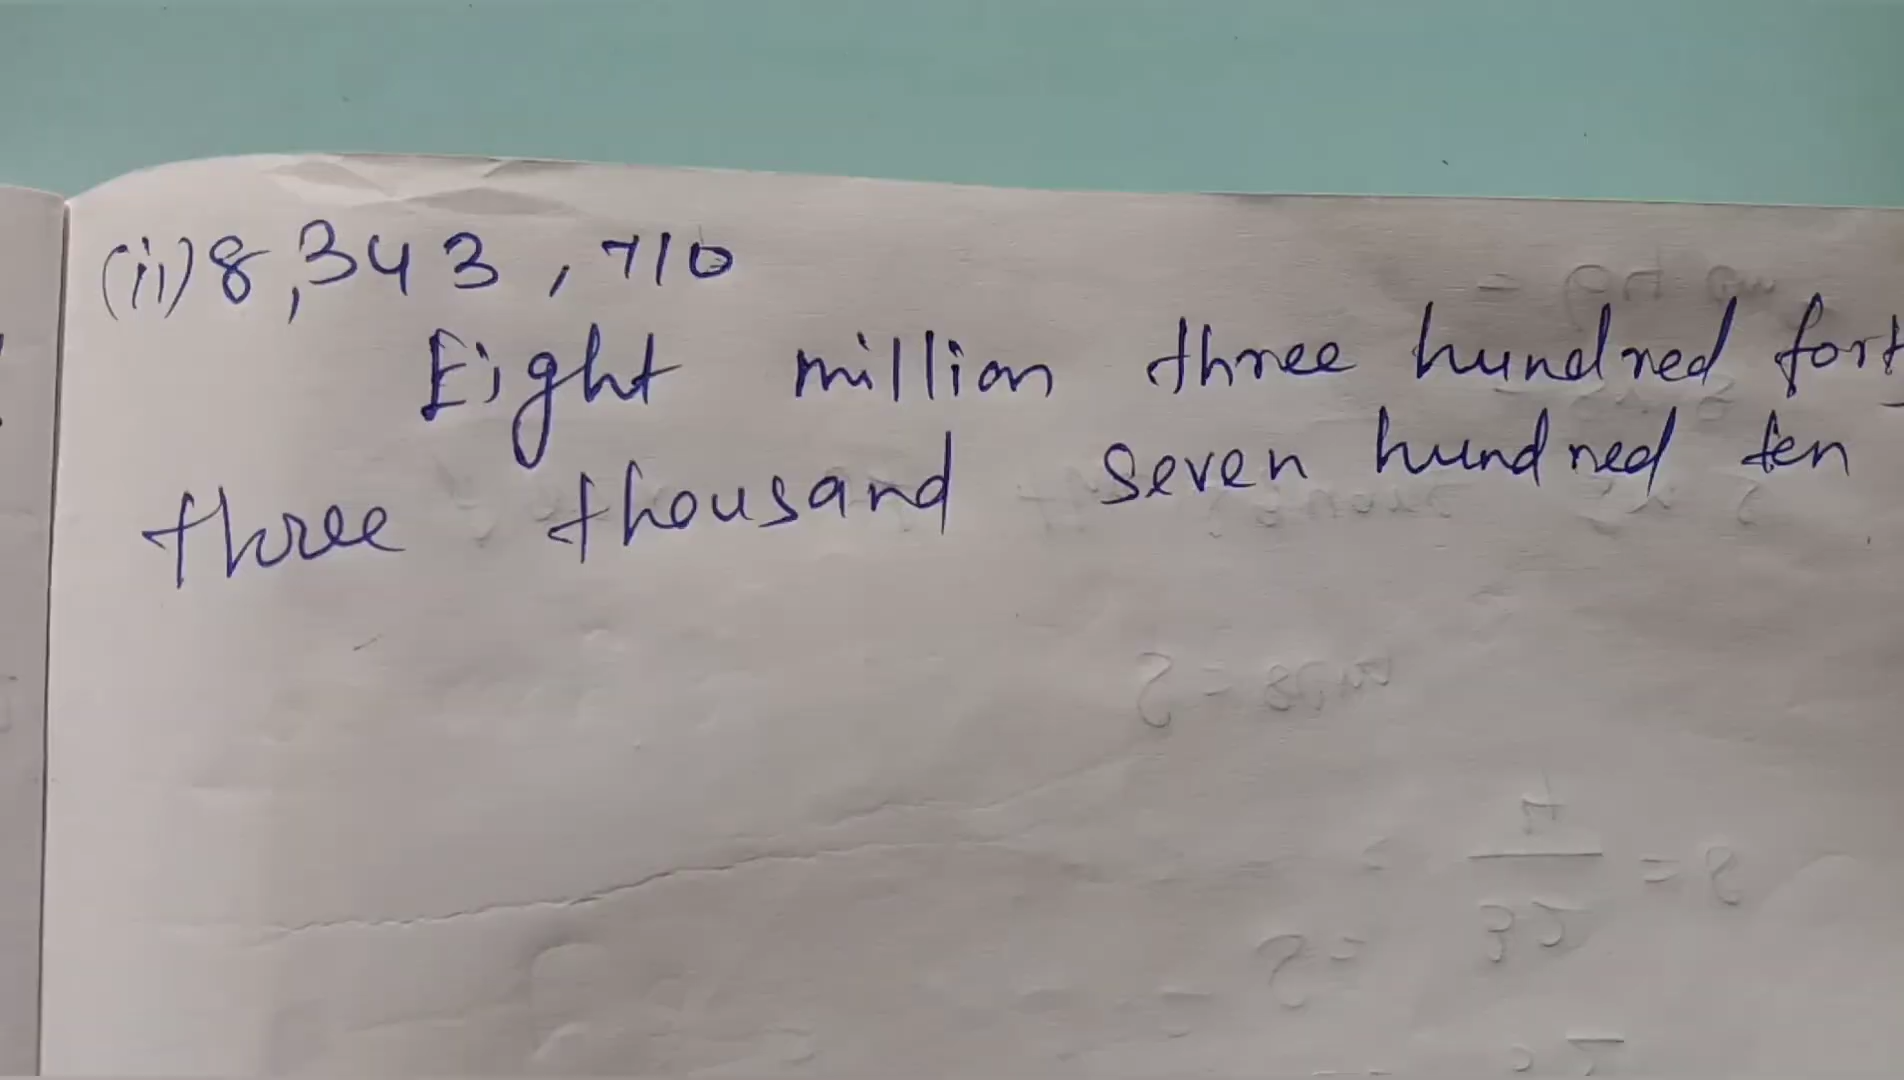 (ii) 8,343,710
Eight million three hundred fort
three thousand seven hundred ten